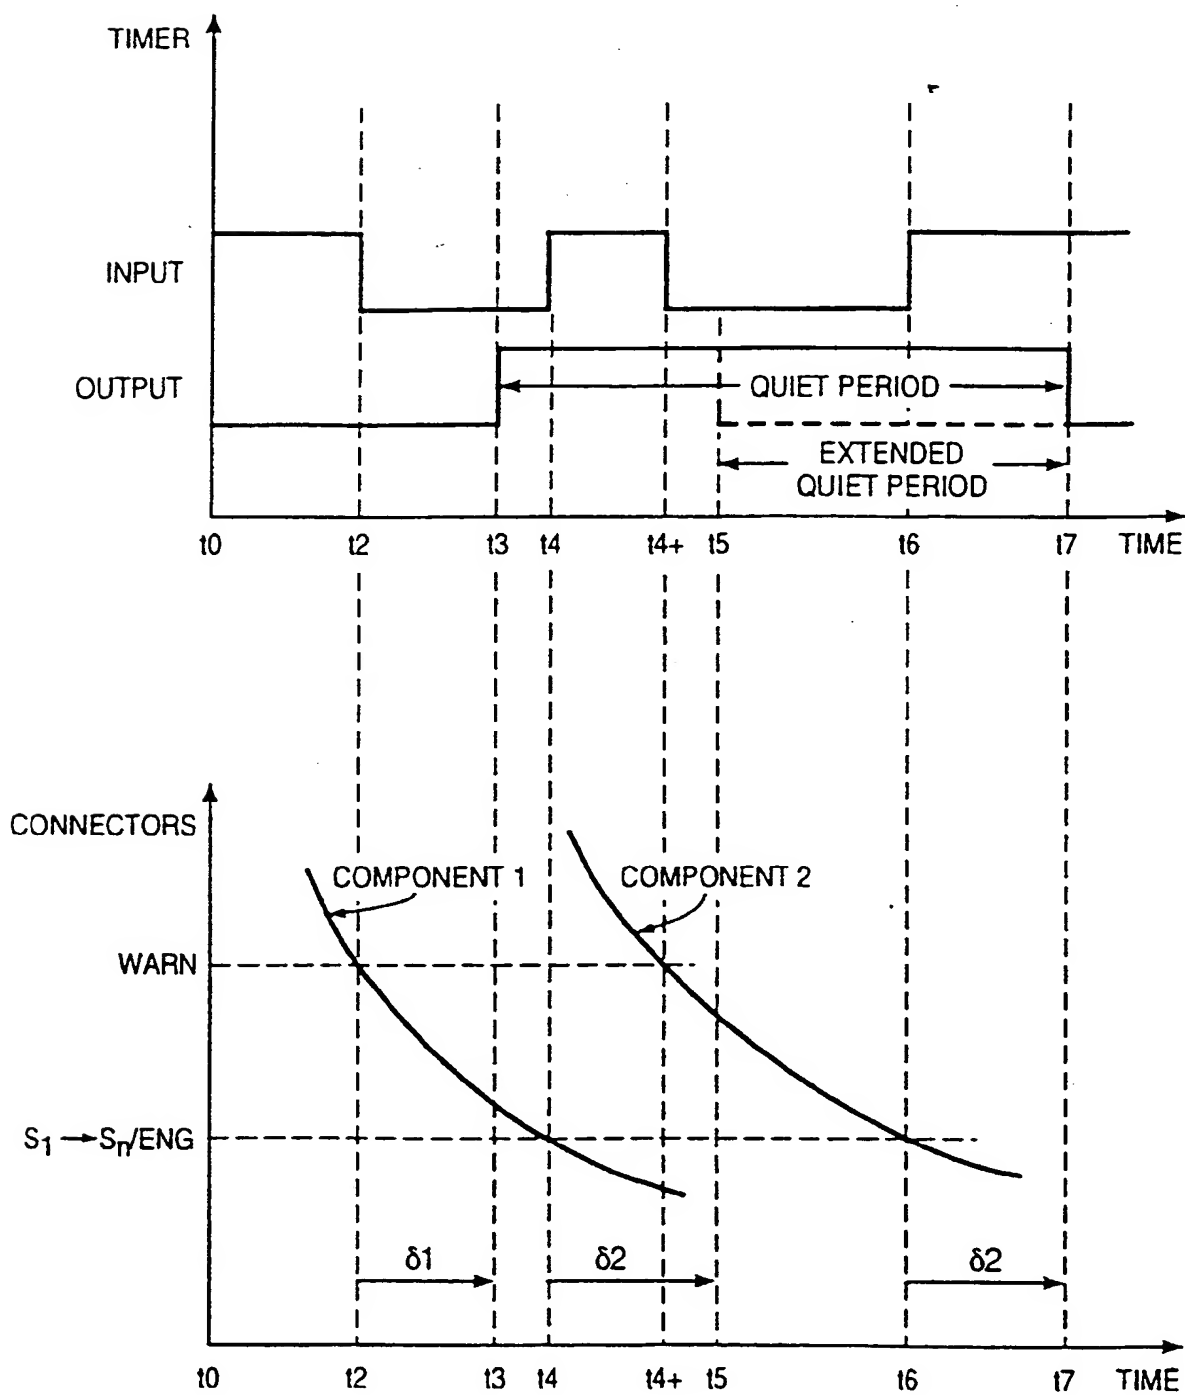 TIMER
INPUT
OUTPUT
QUIET PERIOD
EXTENDED
QUIET PERIOD
t0 t2 t3 t4 t4+ t5 t6 t7 TIME
CONNECTORS
COMPONENT 1 COMPONENT 2
WARN
S1 → Sn/ENG
δ1 δ2 δ2
t0 t2 t3 t4 t4+ t5 t6 t7 TIME